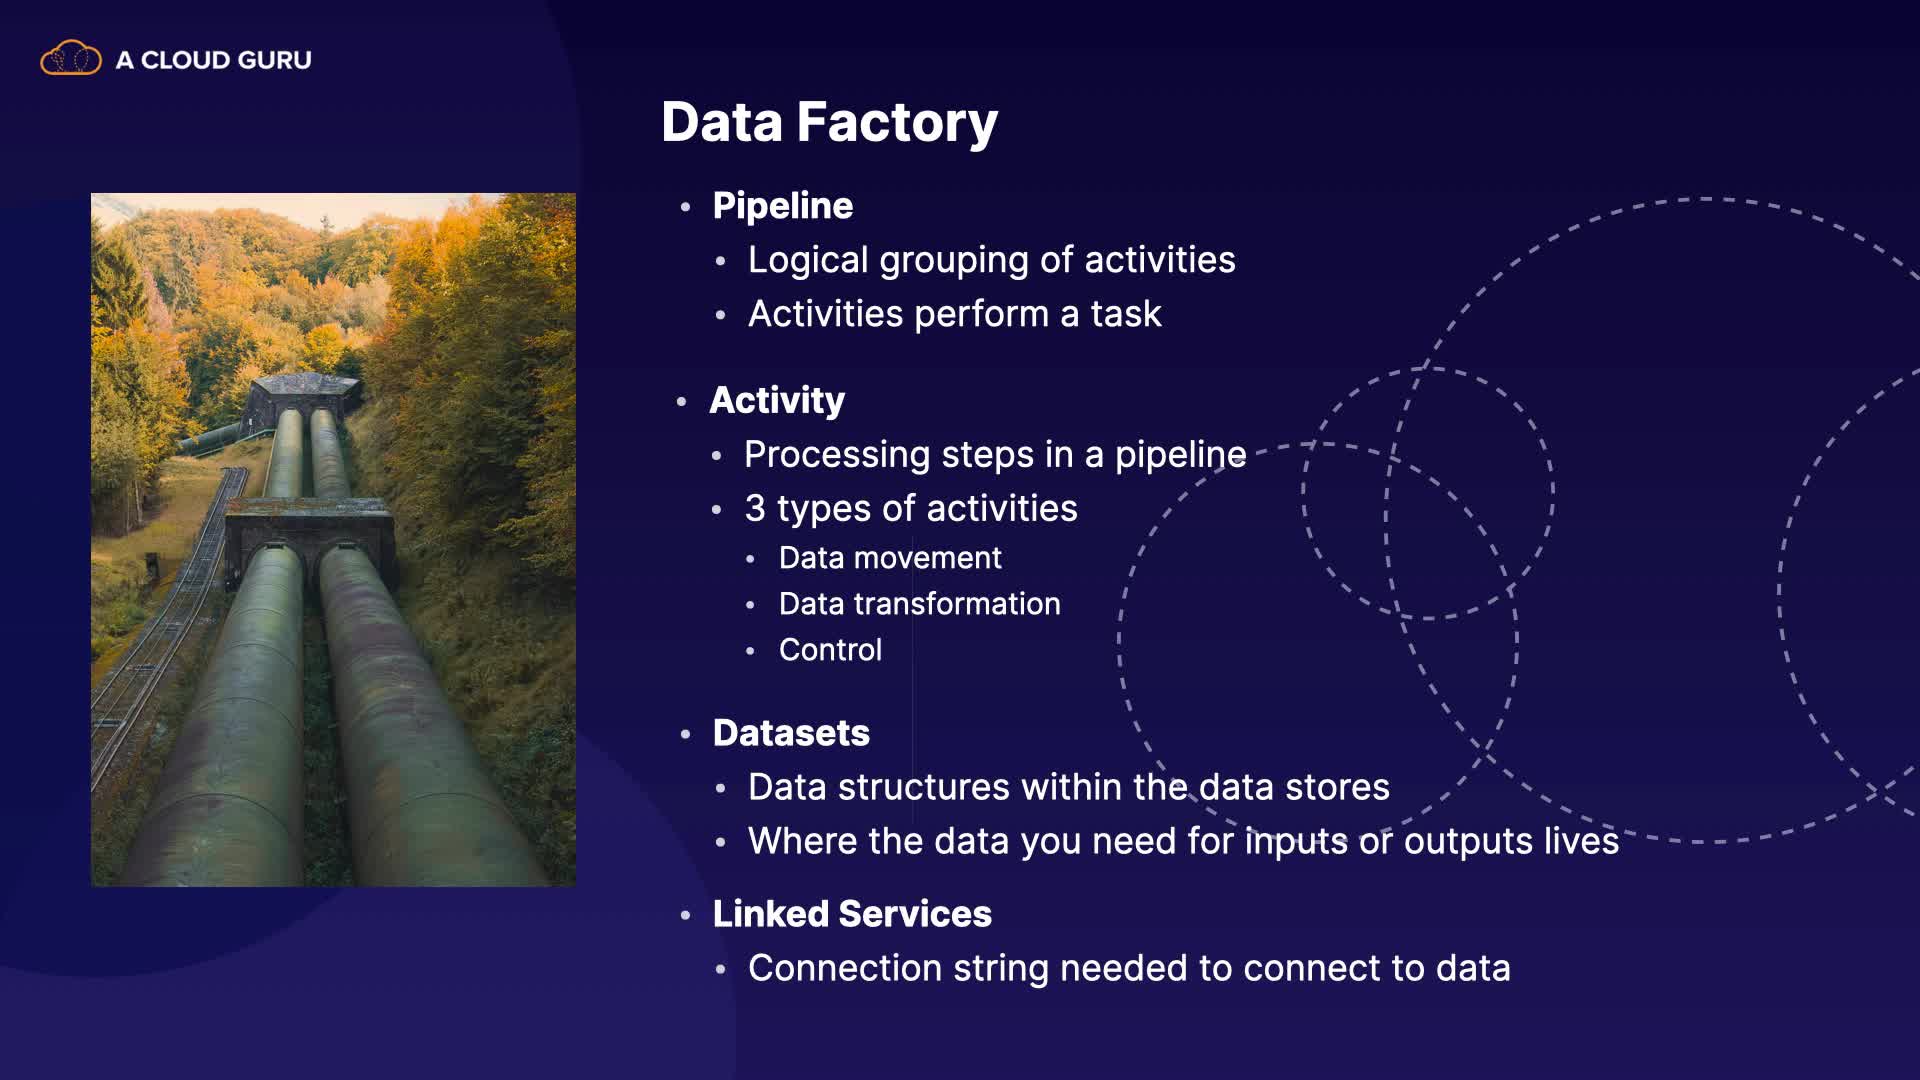 A CLOUD GURU
Data Factory
• Pipeline
• Logical grouping of activities
• Activities perform a task
• Activity
• Processing steps in a pipeline
• 3 types of activities
• Data movement
• Data transformation
• Control
• Datasets
• Data structures within the data stores
• Where the data you need for inputs or outputs lives
• Linked Services
• Connection string needed to connect to data